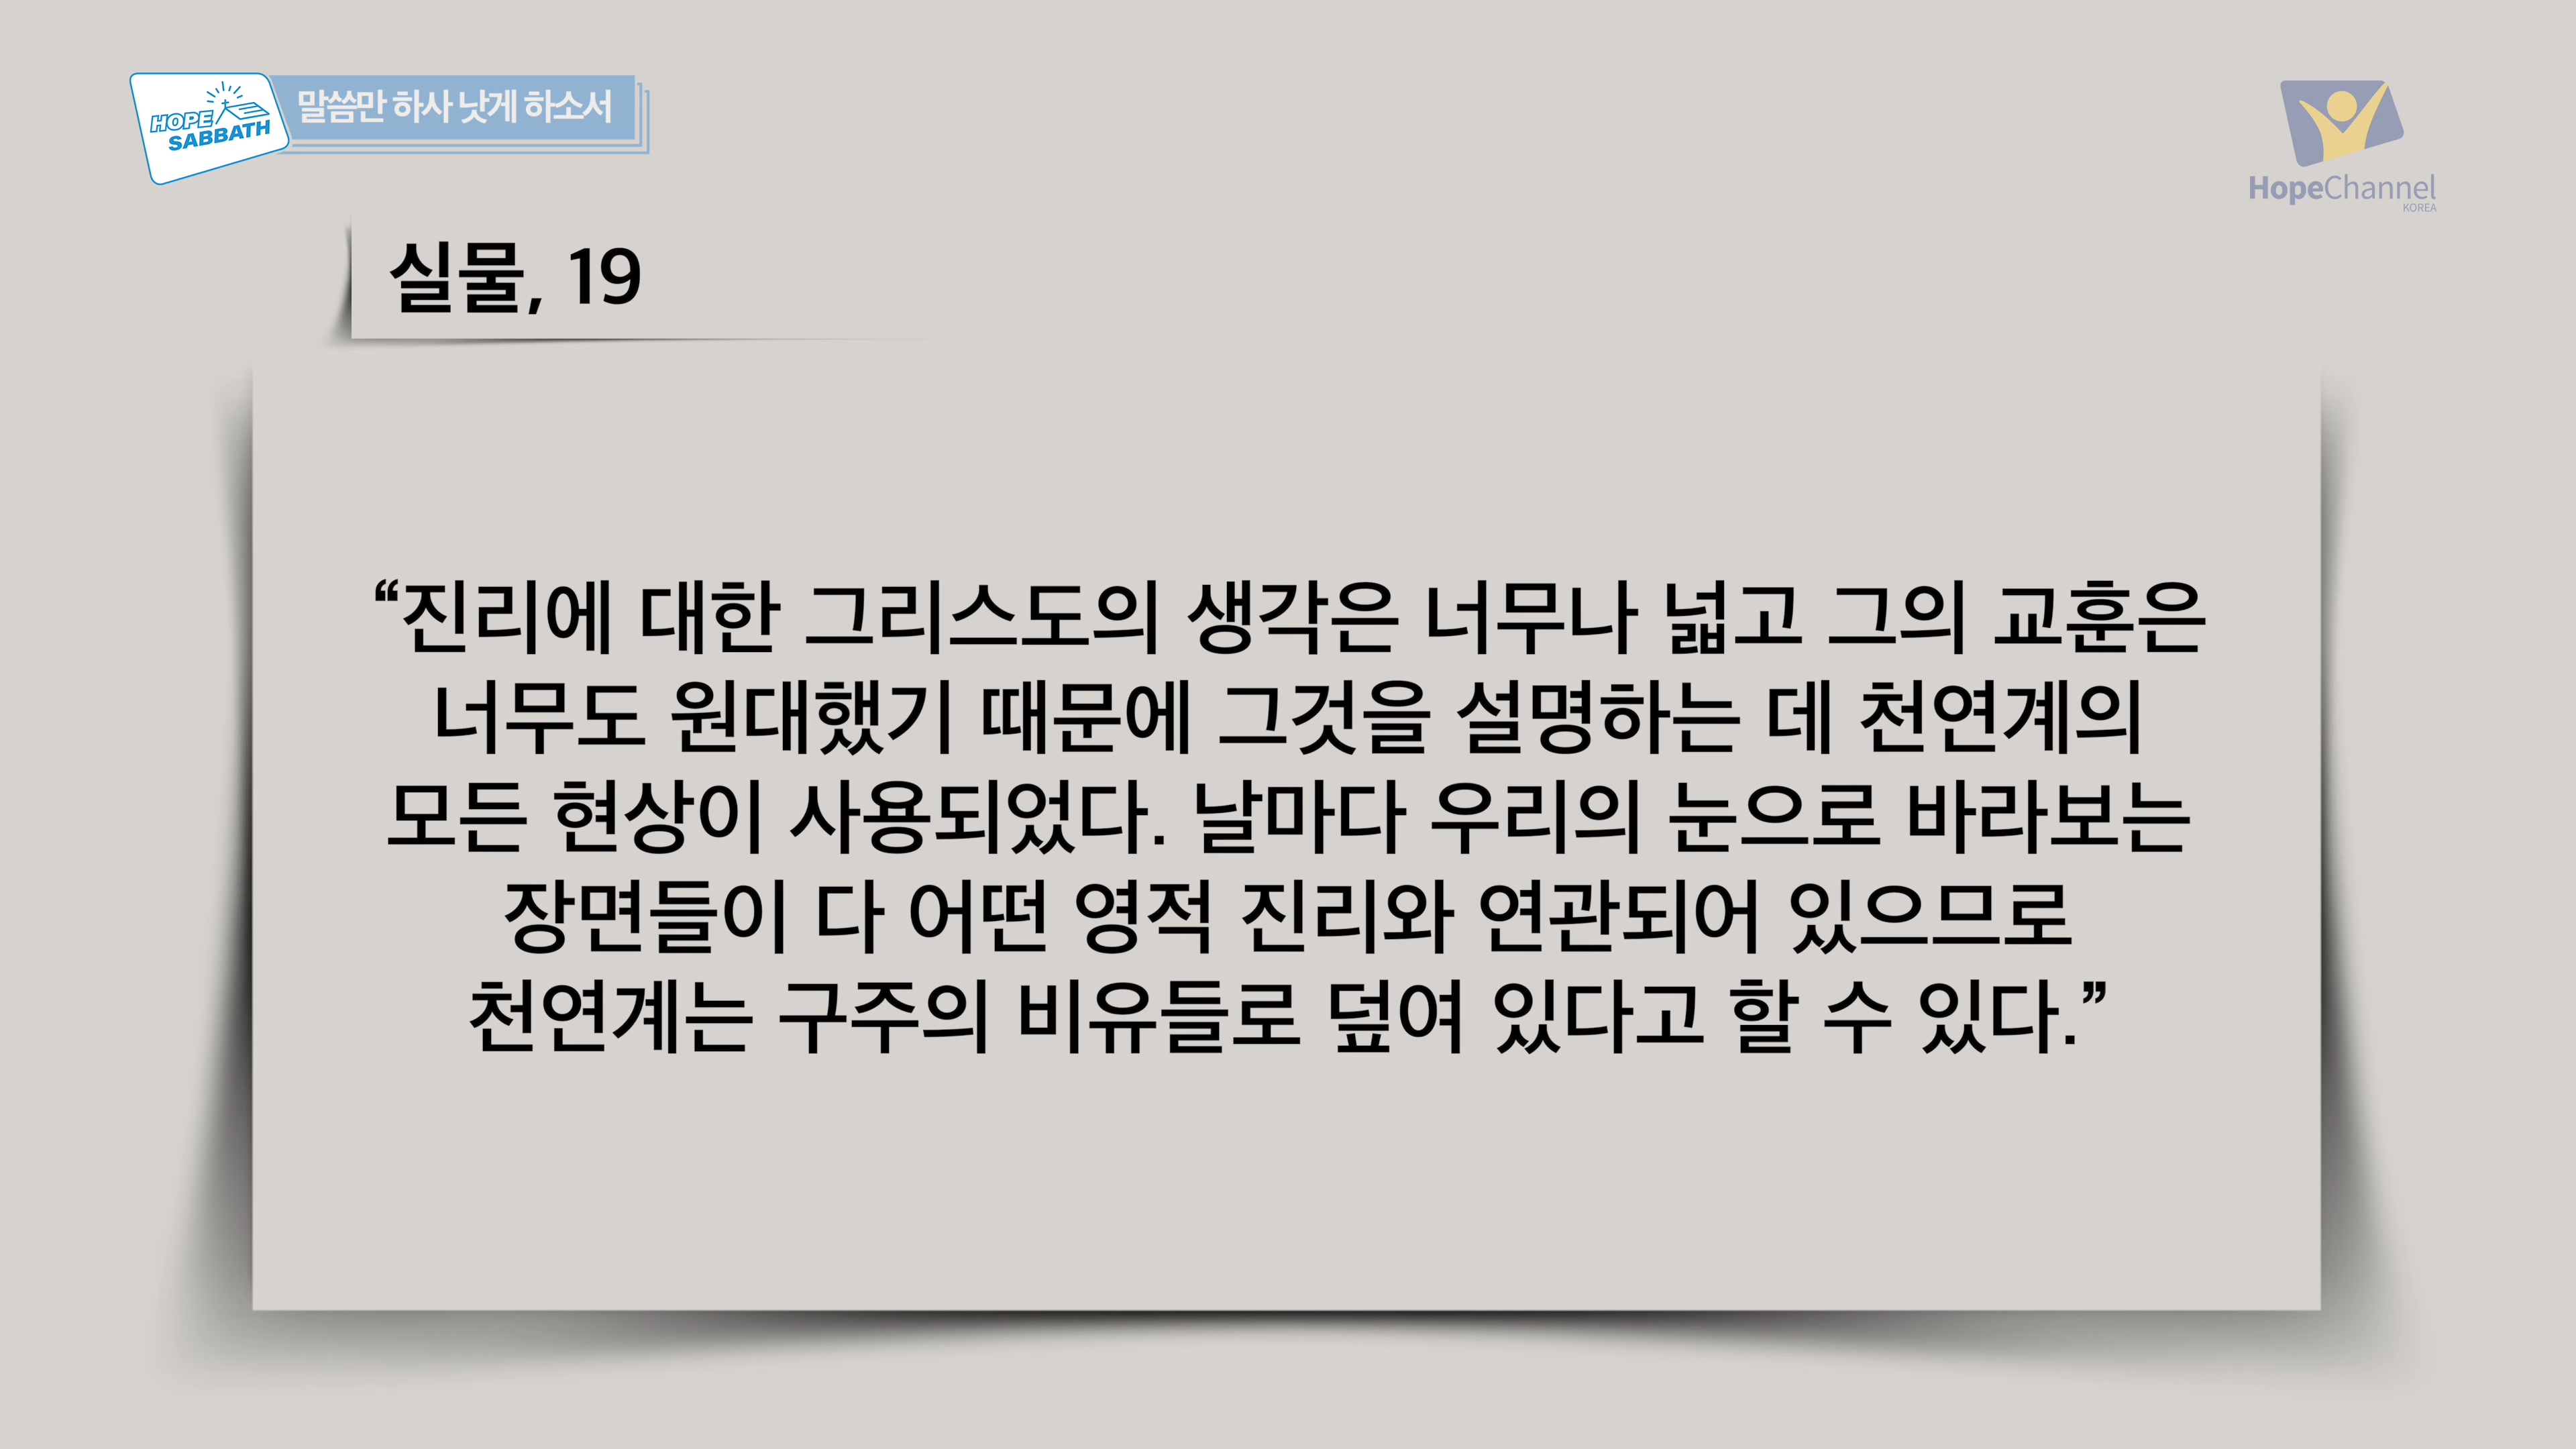 HOPE
SABBATH
말씀만 하사 낫게 하소서
HopeChannel
KOREA
실물, 19
“진리에 대한 그리스도의 생각은 너무나 넓고 그의 교훈은
너무도 원대했기 때문에 그것을 설명하는 데 천연계의
모든 현상이 사용되었다. 날마다 우리의 눈으로 바라보는
장면들이 다 어떤 영적 진리와 연관되어 있으므로
천연계는 구주의 비유들로 덮여 있다고 할 수 있다.”